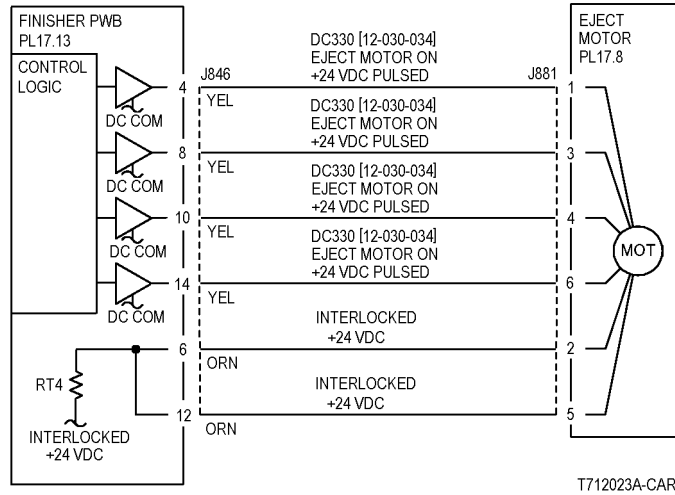 FINISHER PWB
PL17.13
CONTROL
LOGIC
DC330 [12-030-034]
EJECT MOTOR ON
+24 VDC PULSED
EJECT
MOTOR
PL17.8
J846
J881
4
YEL
1
DC COM
DC330 [12-030-034]
EJECT MOTOR ON
+24 VDC PULSED
8
YEL
3
DC COM
DC330 [12-030-034]
EJECT MOTOR ON
+24 VDC PULSED
10
YEL
4
DC COM
DC330 [12-030-034]
EJECT MOTOR ON
+24 VDC PULSED
MOT
14
YEL
6
DC COM
INTERLOCKED
+24 VDC
6
ORN
2
RT4
INTERLOCKED
+24 VDC
12
ORN
5
INTERLOCKED
+24 VDC
T712023A-CAR